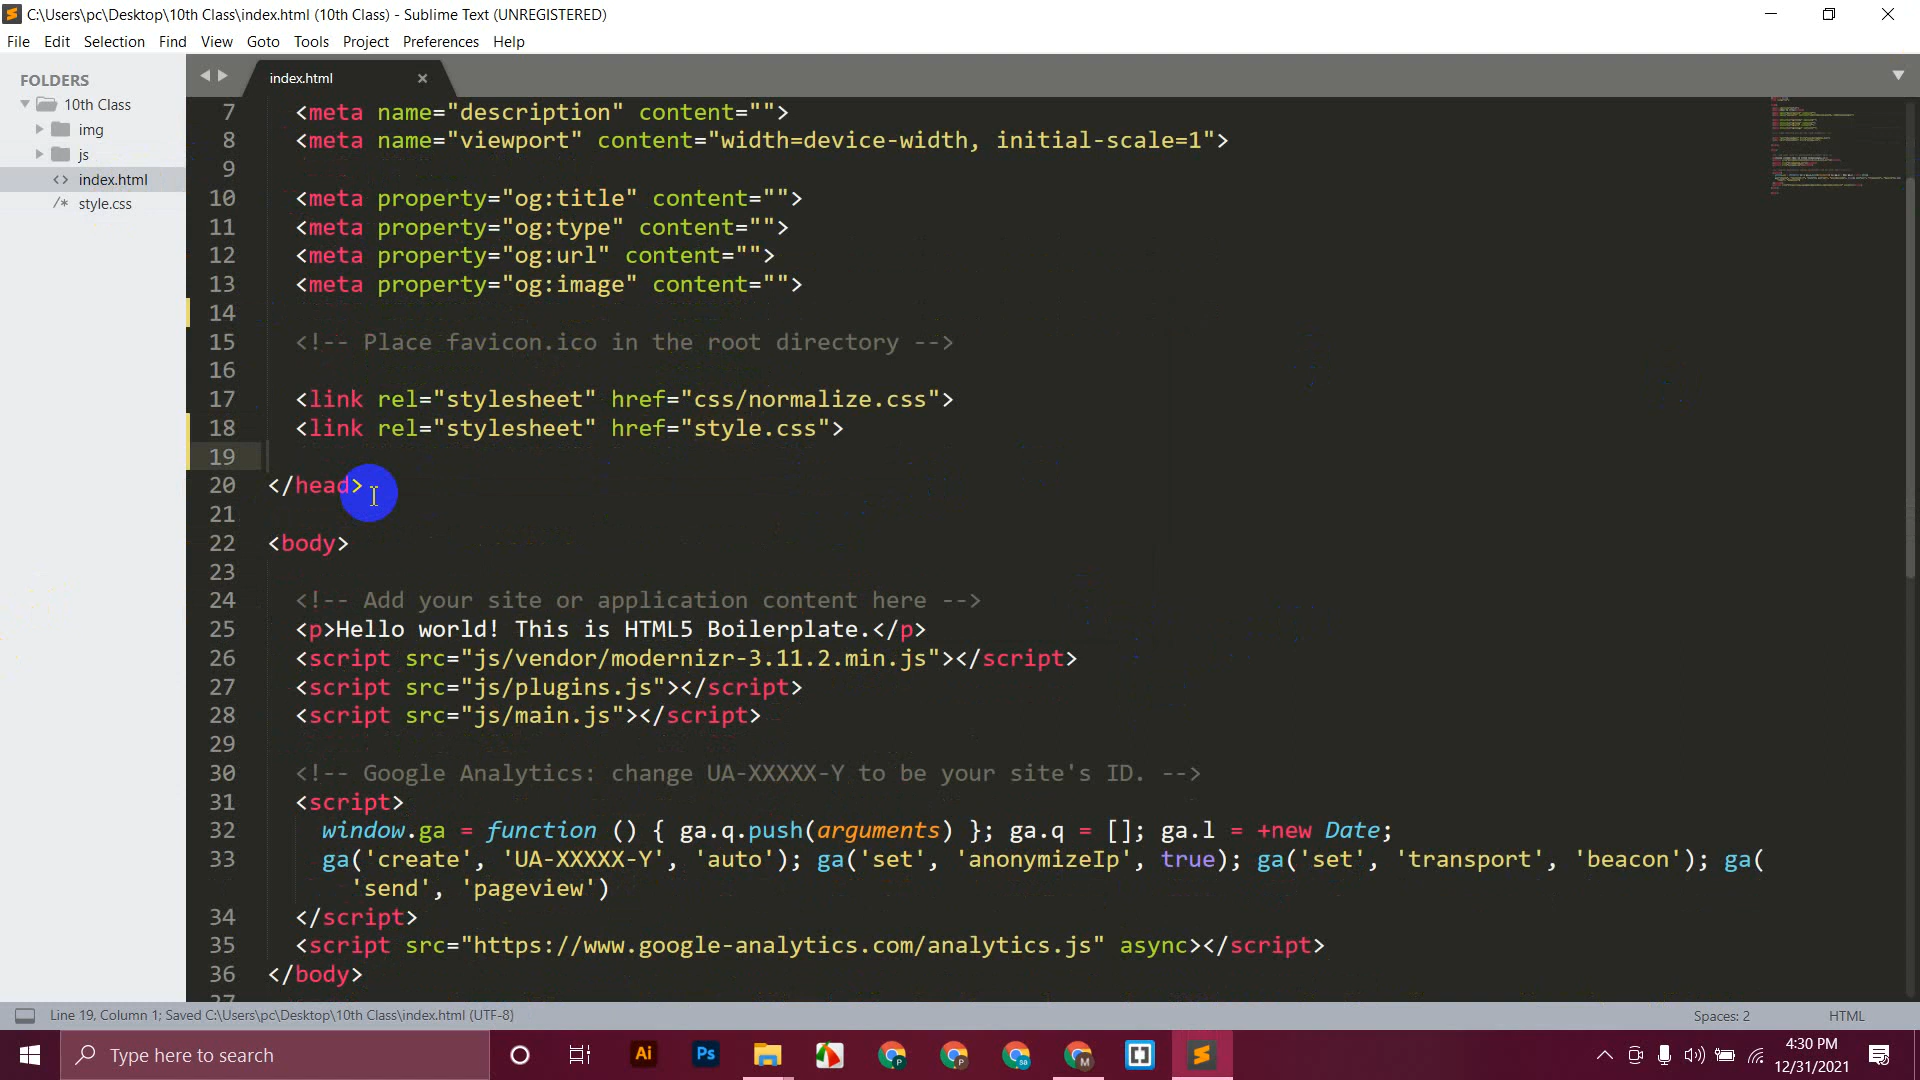 C:\Users\pc\Desktop\10th Class\index.html (10th Class) - Sublime Text (UNREGISTERED)
File Edit Selection Find View Goto Tools Project Preferences Help
FOLDERS
10th Class
img
js
<> index.html
/* style.css
index.html
7 <meta name="description" content="">
8 <meta name="viewport" content="width=device-width, initial-scale=1">
9
10 <meta property="og:title" content="">
11 <meta property="og:type" content="">
12 <meta property="og:url" content="">
13 <meta property="og:image" content="">
14
15 <!-- Place favicon.ico in the root directory -->
16
17 <link rel="stylesheet" href="css/normalize.css">
18 <link rel="stylesheet" href="style.css">
19
20 </head>
21
22 <body>
23
24 <!-- Add your site or application content here -->
25 <p>Hello world! This is HTML5 Boilerplate.</p>
26 <script src="js/vendor/modernizr-3.11.2.min.js"></script>
27 <script src="js/plugins.js"></script>
28 <script src="js/main.js"></script>
29
30 <!-- Google Analytics: change UA-XXXXX-Y to be your site's ID. -->
31 <script>
32 window.ga = function () { ga.q.push(arguments) }; ga.q = []; ga.l = +new Date;
33 ga('create', 'UA-XXXXX-Y', 'auto'); ga('set', 'anonymizeIp', true); ga('set', 'transport', 'beacon'); ga(
'send', 'pageview')
34 </script>
35 <script src="https://www.google-analytics.com/analytics.js" async></script>
36 </body>
37
Line 19, Column 1; Saved C:\Users\pc\Desktop\10th Class\index.html (UTF-8)
Spaces: 2
HTML
Type here to search
Ai
Ps
4:30 PM
12/31/2021